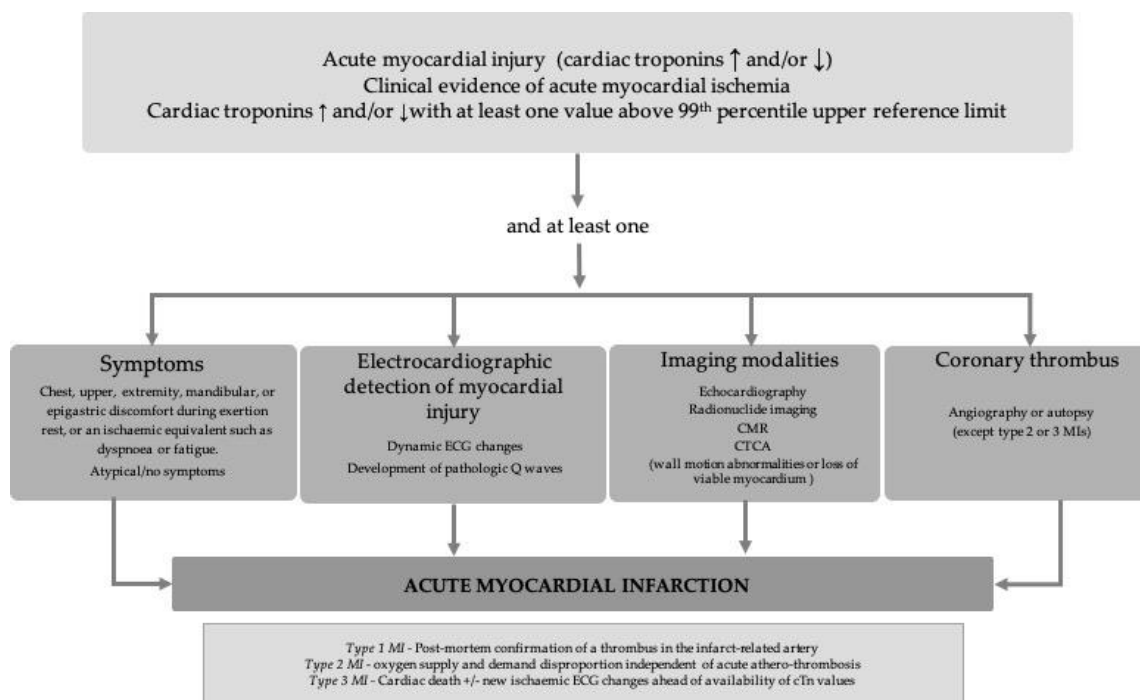 Acute myocardial injury (cardiac troponins ↑ and/or ↓)
Clinical evidence of acute myocardial ischemia
Cardiac troponins ↑ and/or ↓with at least one value above 99th percentile upper reference limit
and at least one
Symptoms
Chest, upper, extremity, mandibular, or
epigastric discomfort during exertion
rest, or an ischaemic equivalent such as
dyspnoea or fatigue.
Atypical/no symptoms
Electrocardiographic
detection of myocardial
injury
Dynamic ECG changes
Development of pathologic Q waves
Imaging modalities
Echocardiography
Radionuclide imaging
CMR
CTCA
(wall motion abnormalities or loss of
viable myocardium )
Coronary thrombus
Angiography or autopsy
(except type 2 or 3 MIs)
ACUTE MYOCARDIAL INFARCTION
Type 1 MI - Post-mortem confirmation of a thrombus in the infarct-related artery
Type 2 MI - oxygen supply and demand disproportion independent of acute athero-thrombosis
Type 3 MI - Cardiac death +/- new ischaemic ECG changes ahead of availability of cTn values